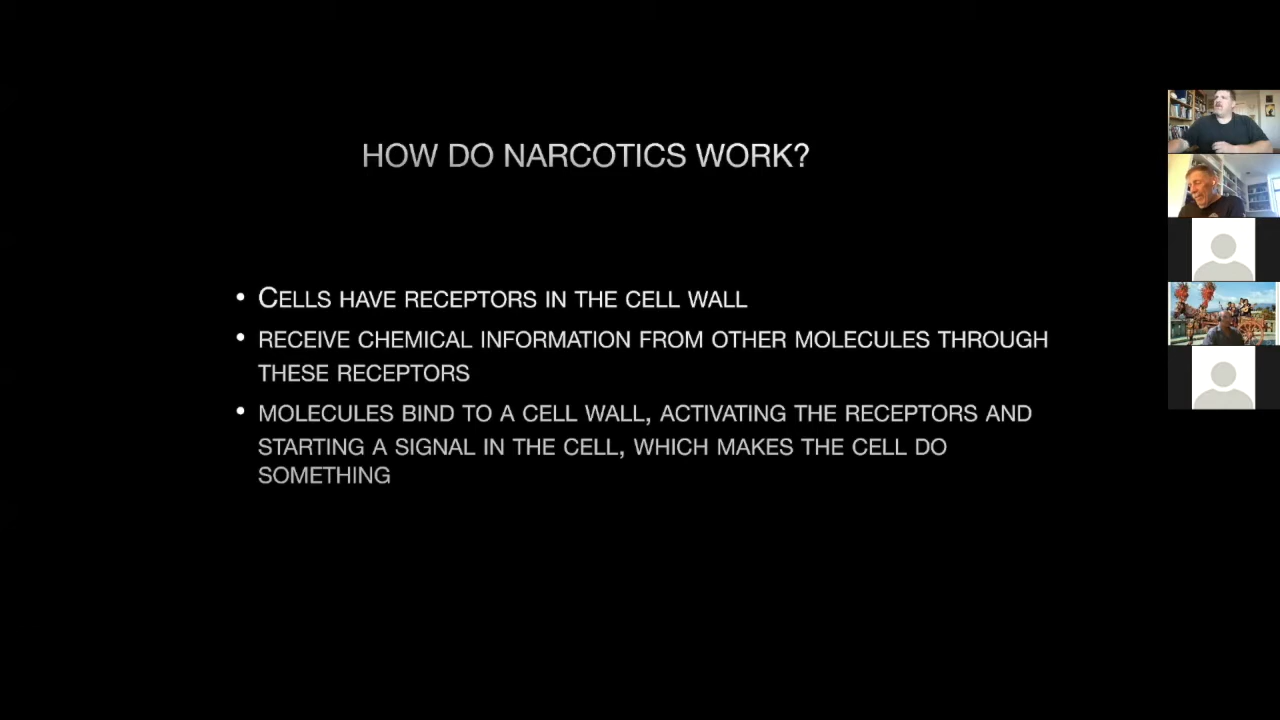 HOW DO NARCOTICS WORK?
• CELLS HAVE RECEPTORS IN THE CELL WALL
• RECEIVE CHEMICAL INFORMATION FROM OTHER MOLECULES THROUGH
THESE RECEPTORS
• MOLECULES BIND TO A CELL WALL, ACTIVATING THE RECEPTORS AND
STARTING A SIGNAL IN THE CELL, WHICH MAKES THE CELL DO
SOMETHING